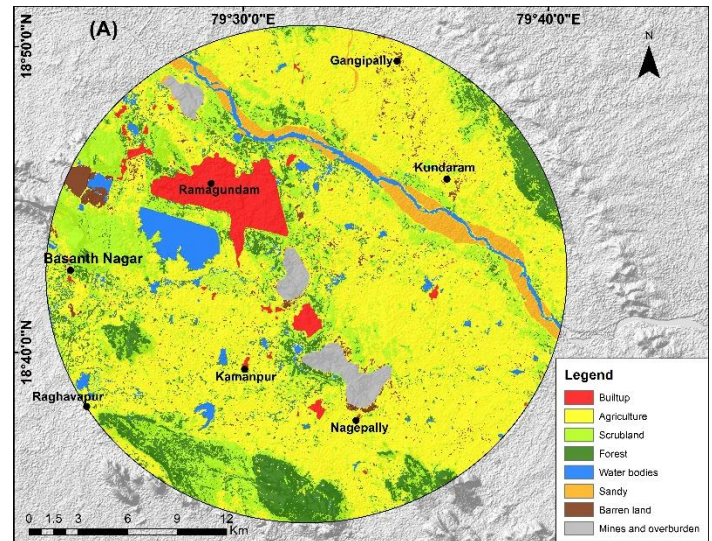 79°30'0"E
79°40'0"E
(A)
N
18°50'0"N
Gangipally
Kundaram
Ramagundam
Basanth Nagar
18°40'0"N
Kamanpur
Raghavapur
Nagepally
Legend
Builtup
Agriculture
Scrubland
Forest
Water bodies
Sandy
Barren land
Mines and overburden
0 1.5 3 6 9 12
Km